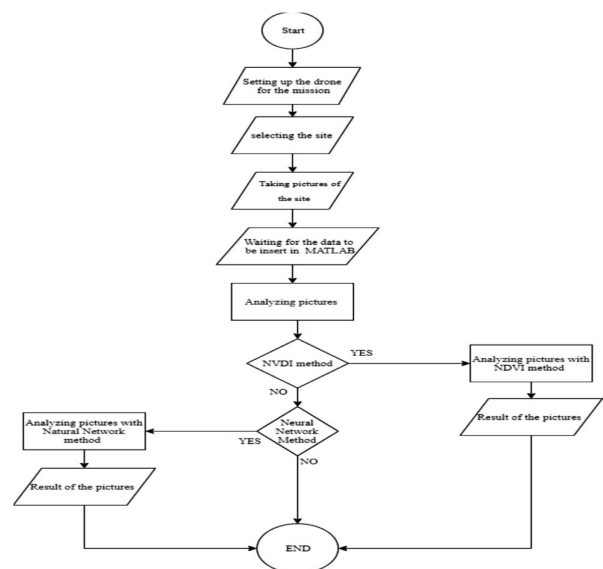 Start
Setting up the drone
for the mission
selecting the site
Taking pictures of
the site
Waiting for the data to
be insert in MATLAB
Analyzing pictures
NVDI method
YES
Analyzing pictures with
NDVI method
NO
Result of the pictures
Neural
Network
Method
YES
Analyzing pictures with
Natural Network
method
NO
Result of the pictures
END